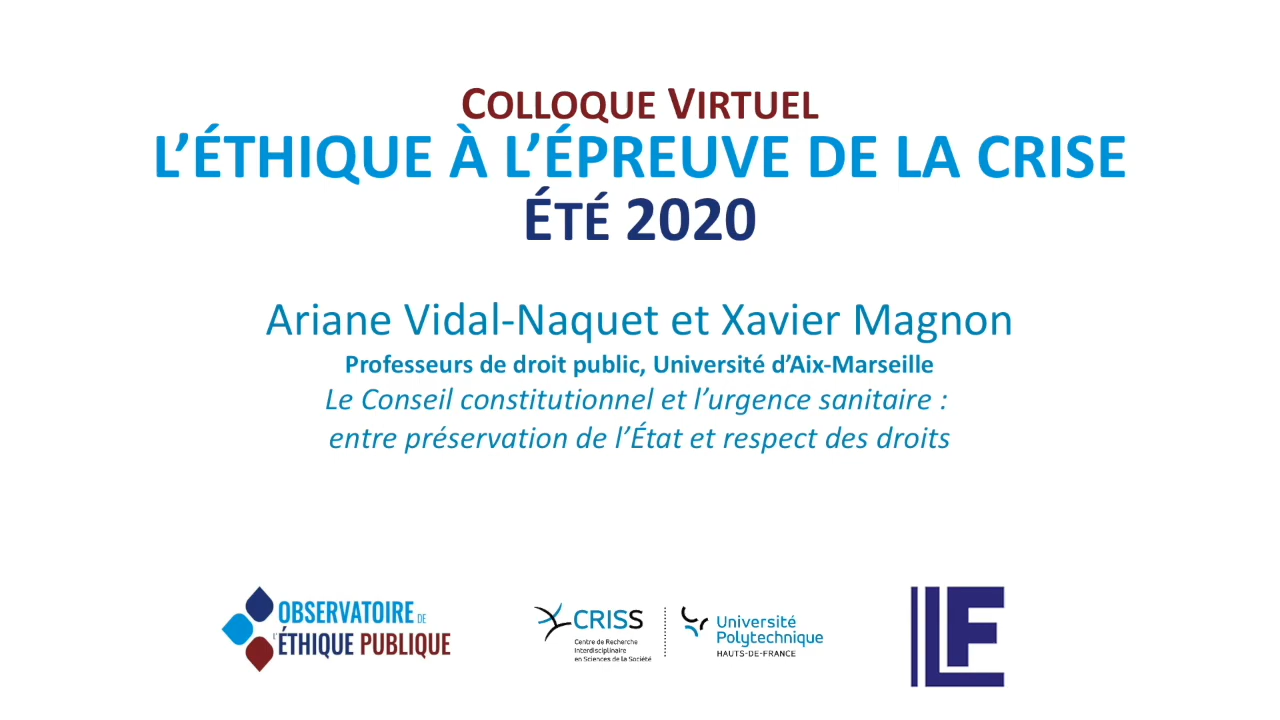 COLLOQUE VIRTUEL
L’ÉTHIQUE À L’ÉPREUVE DE LA CRISE
ÉTÉ 2020
Ariane Vidal-Naquet et Xavier Magnon
Professeurs de droit public, Université d’Aix-Marseille
Le Conseil constitutionnel et l’urgence sanitaire :
entre préservation de l’État et respect des droits
OBSERVATOIRE DE
L’ÉTHIQUE PUBLIQUE
CRISS
Centre de Recherche
Interdisciplinaire
en Sciences de la Société
Université
Polytechnique
HAUTS-DE-FRANCE
ILF